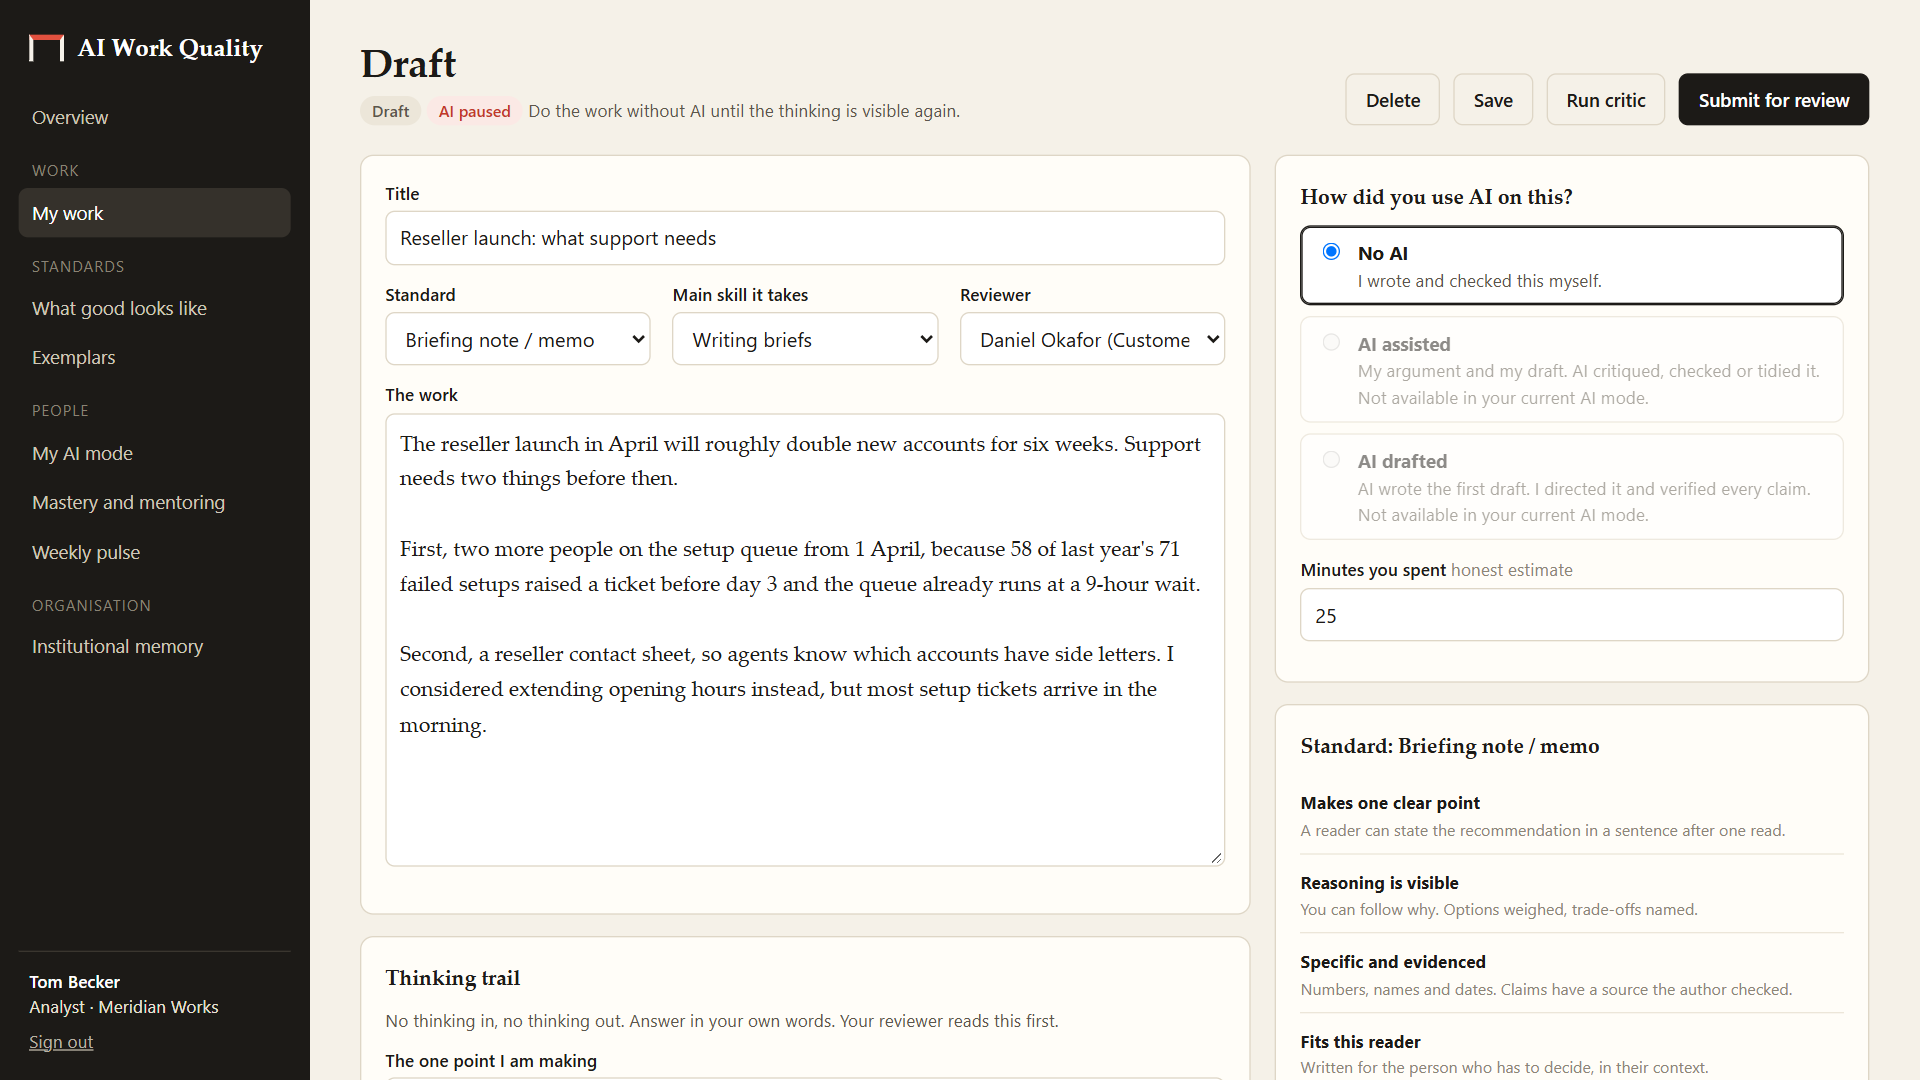 AI Work Quality
Overview
WORK
My work
STANDARDS
What good looks like
Exemplars
PEOPLE
My AI mode
Mastery and mentoring
Weekly pulse
ORGANISATION
Institutional memory
Tom Becker
Analyst · Meridian Works
Sign out
Draft
Draft AI paused Do the work without AI until the thinking is visible again.
Delete Save Run critic Submit for review
Title
Reseller launch: what support needs
Standard Main skill it takes Reviewer
Briefing note / memo Writing briefs Daniel Okafor (Custome
The work
The reseller launch in April will roughly double new accounts for six weeks. Support
needs two things before then.
First, two more people on the setup queue from 1 April, because 58 of last year's 71
failed setups raised a ticket before day 3 and the queue already runs at a 9-hour wait.
Second, a reseller contact sheet, so agents know which accounts have side letters. I
considered extending opening hours instead, but most setup tickets arrive in the
morning.
Thinking trail
No thinking in, no thinking out. Answer in your own words. Your reviewer reads this first.
The one point I am making
How did you use AI on this?
No AI
I wrote and checked this myself.
AI assisted
My argument and my draft. AI critiqued, checked or tidied it.
Not available in your current AI mode.
AI drafted
AI wrote the first draft. I directed it and verified every claim.
Not available in your current AI mode.
Minutes you spent honest estimate
25
Standard: Briefing note / memo
Makes one clear point
A reader can state the recommendation in a sentence after one read.
Reasoning is visible
You can follow why. Options weighed, trade-offs named.
Specific and evidenced
Numbers, names and dates. Claims have a source the author checked.
Fits this reader
Written for the person who has to decide, in their context.